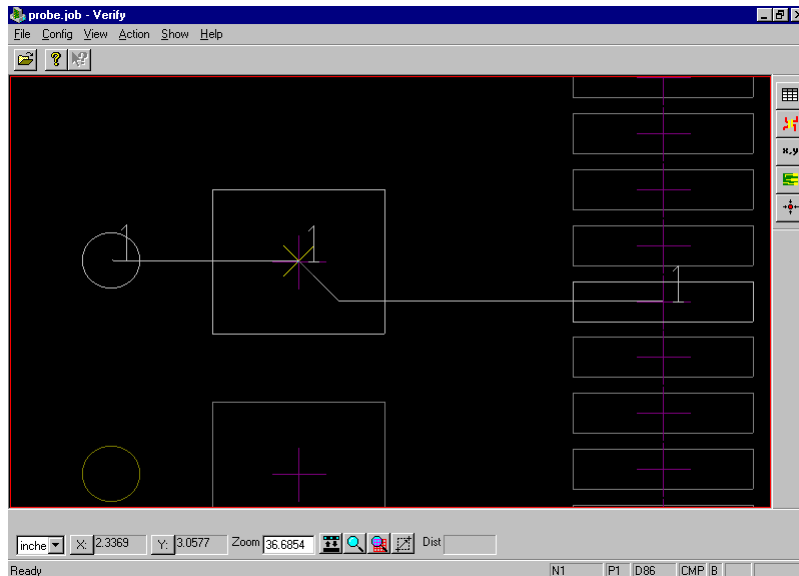 probe.job - Verify
File Config View Action Show Help
x,y
1
1
1
inche X: 2.3369 Y: 3.0577 Zoom 36.6854 Dist
Ready N1 P1 D86 CMP B